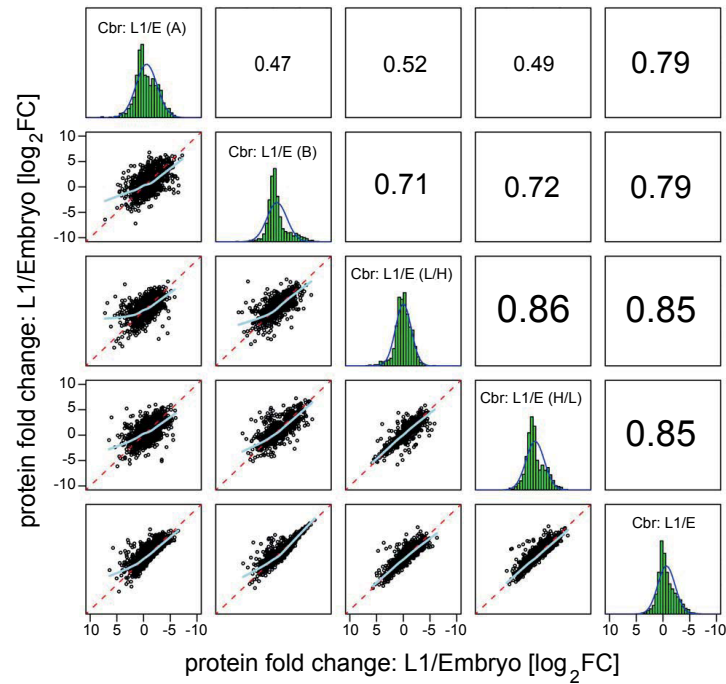 Cbr: L1/E (A)
0.47
0.52
0.49
0.79
10
5
0
-5
-10
Cbr: L1/E (B)
0.71
0.72
0.79
Cbr: L1/E (L/H)
0.86
0.85
10
5
0
-5
-10
Cbr: L1/E (H/L)
0.85
Cbr: L1/E
10 5 0 -5 -10
10 5 0 -5 -10
10 5 0 -5 -10
protein fold change: L1/Embryo [log2FC]
protein fold change: L1/Embryo [log2FC]